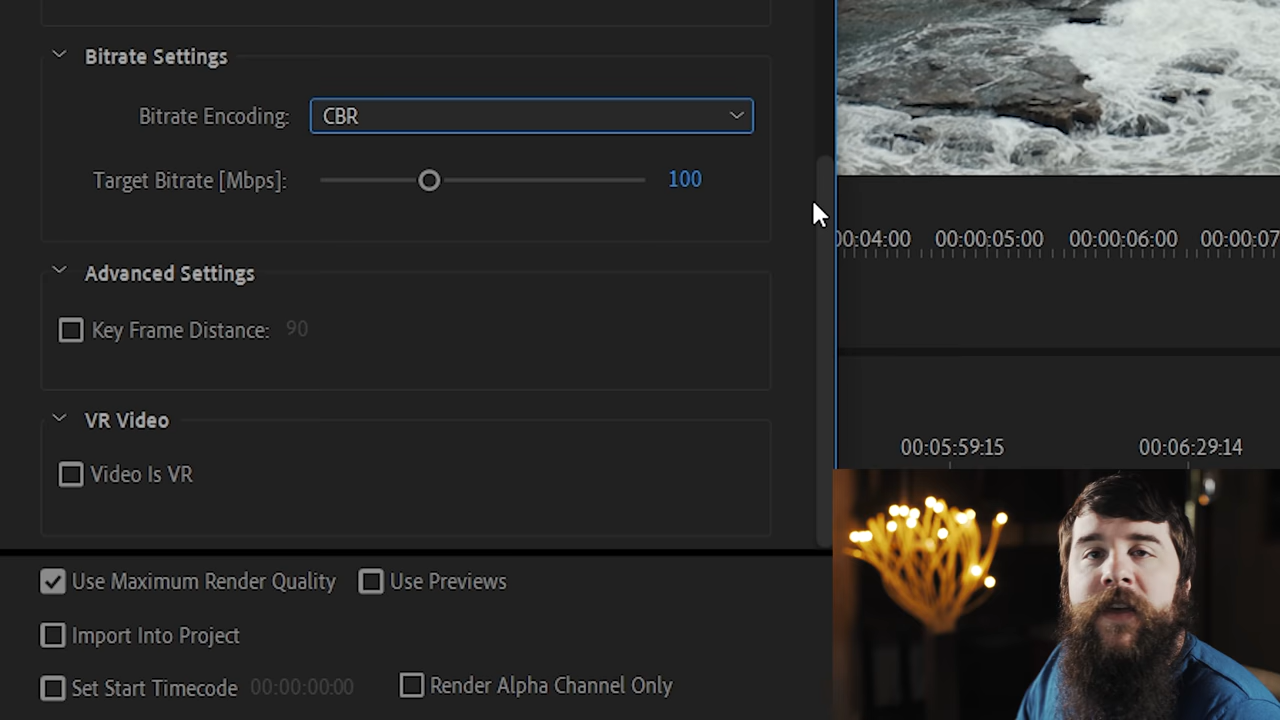 Bitrate Settings
Bitrate Encoding: CBR
Target Bitrate [Mbps]: 100
00:04:00 00:00:05:00 00:00:06:00 00:00:07
Advanced Settings
Key Frame Distance: 90
VR Video
00:05:59:15 00:06:29:14
Video Is VR
Use Maximum Render Quality Use Previews
Import Into Project
Set Start Timecode 00:00:00:00 Render Alpha Channel Only